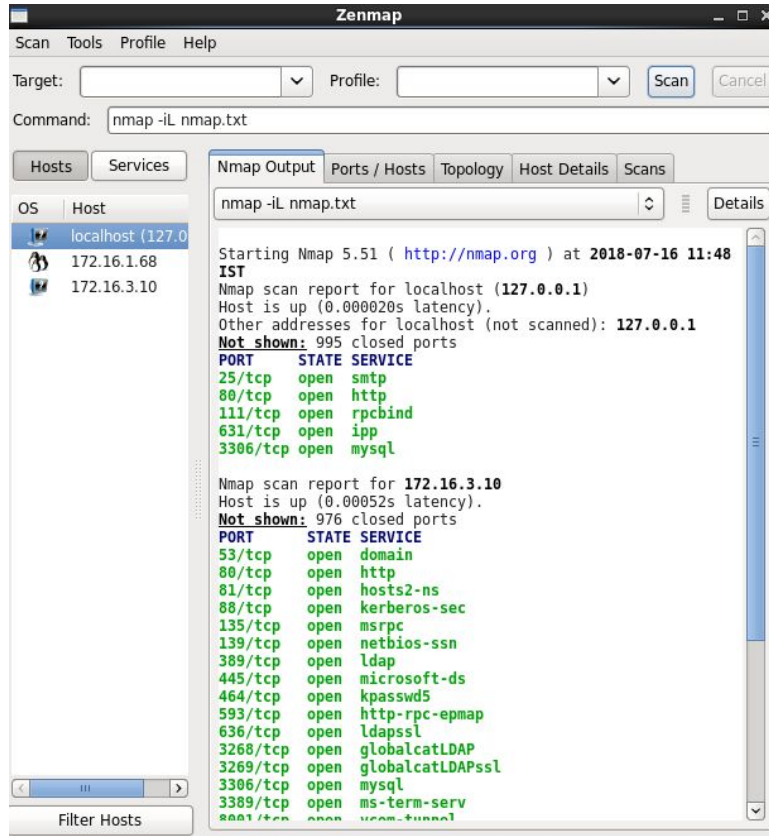 Zenmap
Scan Tools Profile Help
Target: Profile: Scan Cancel
Command: nmap -iL nmap.txt
Hosts Services
Nmap Output Ports / Hosts Topology Host Details Scans
OS Host
nmap -iL nmap.txt Details
localhost (127.0
172.16.1.68
172.16.3.10
Starting Nmap 5.51 ( http://nmap.org ) at 2018-07-16 11:48
IST
Nmap scan report for localhost (127.0.0.1)
Host is up (0.000020s latency).
Other addresses for localhost (not scanned): 127.0.0.1
Not shown: 995 closed ports
PORT STATE SERVICE
25/tcp open smtp
80/tcp open http
111/tcp open rpcbind
631/tcp open ipp
3306/tcp open mysql
Nmap scan report for 172.16.3.10
Host is up (0.00052s latency).
Not shown: 976 closed ports
PORT STATE SERVICE
53/tcp open domain
80/tcp open http
81/tcp open hosts2-ns
88/tcp open kerberos-sec
135/tcp open msrpc
139/tcp open netbios-ssn
389/tcp open ldap
445/tcp open microsoft-ds
464/tcp open kpasswd5
593/tcp open http-rpc-epmap
636/tcp open ldapssl
3268/tcp open globalcatLDAP
3269/tcp open globalcatLDAPssl
3306/tcp open mysql
3389/tcp open ms-term-serv
8001/tcp open vcom-tunnel
Filter Hosts